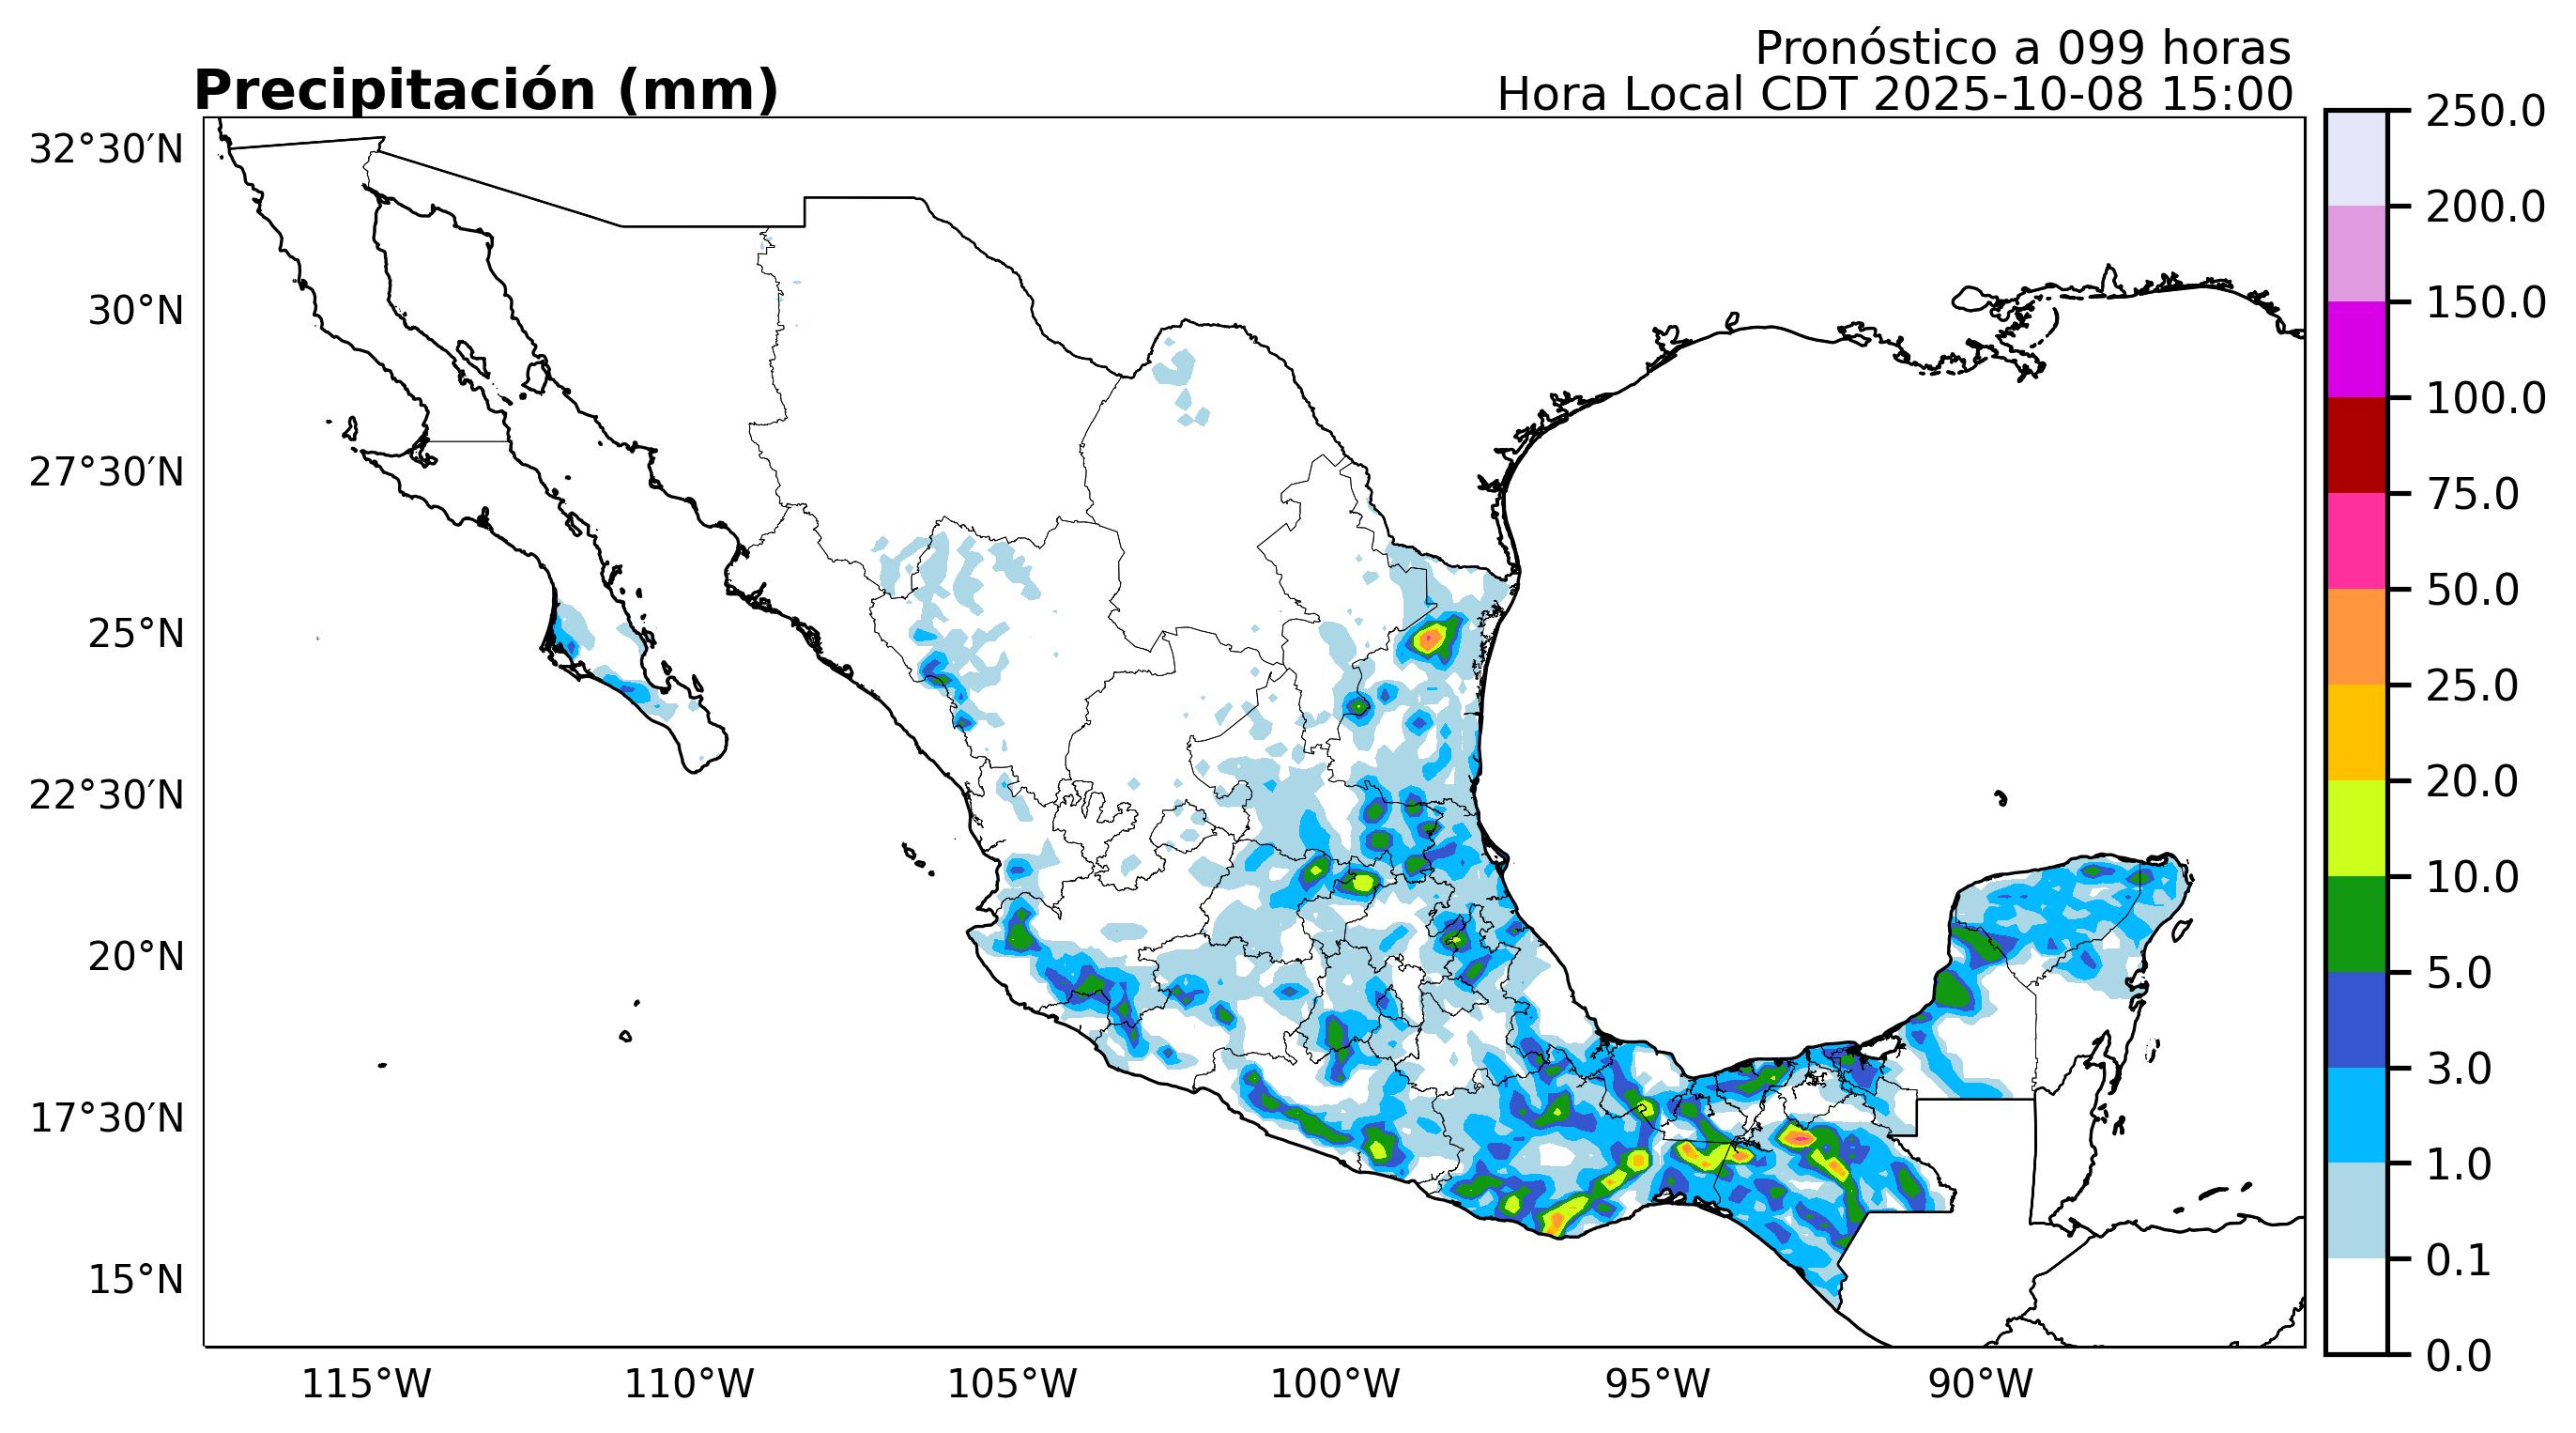 Pronóstico a 099 horas
Precipitación (mm)
Hora Local CDT 2025-10-08 15:00
32°30′N
30°N
27°30′N
25°N
22°30′N
20°N
17°30′N
15°N
115°W
110°W
105°W
100°W
95°W
90°W
250.0
200.0
150.0
100.0
75.0
50.0
25.0
20.0
10.0
5.0
3.0
1.0
0.1
0.0